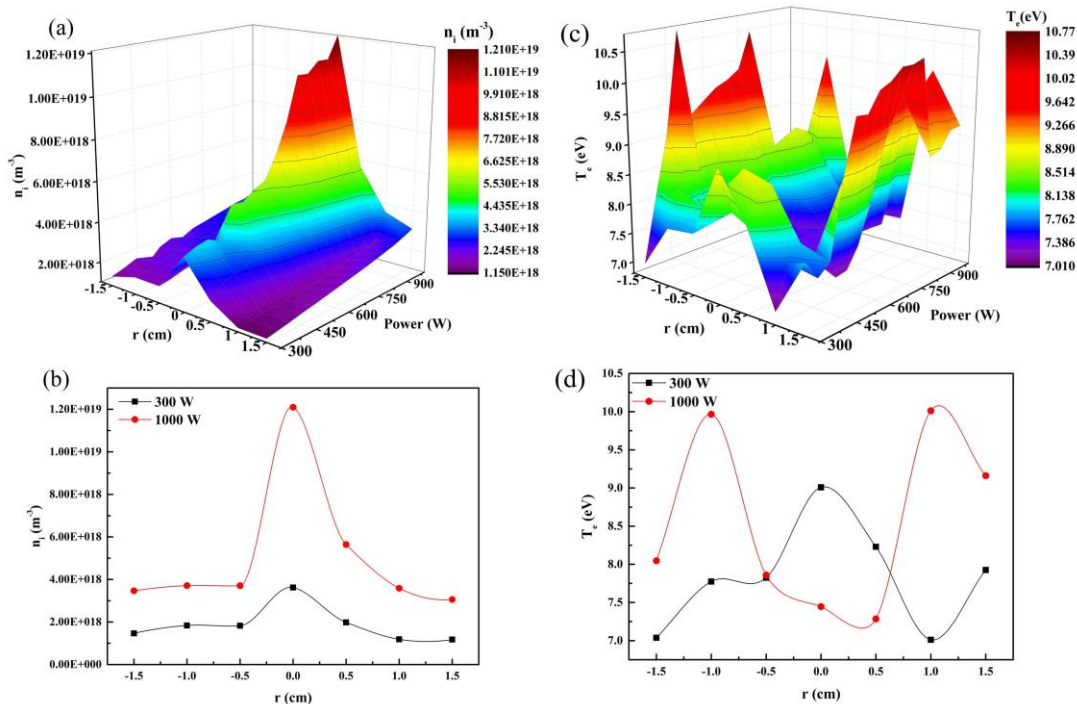 (a)
n_i (m⁻³)
1.20E+019
1.00E+019
8.00E+018
6.00E+018
4.00E+018
2.00E+018
n_i (m⁻³)
-1.5
-1
-0.5
0
0.5
1
1.5
r (cm)
300
450
600
750
900
Power (W)
1.210E+19
1.101E+19
9.910E+18
8.815E+18
7.720E+18
6.625E+18
5.530E+18
4.435E+18
3.340E+18
2.245E+18
1.150E+18
(c)
T_e(eV)
10.5
10.0
9.5
9.0
8.5
8.0
7.5
7.0
T_e (eV)
-1.5
-1
-0.5
0
0.5
1
1.5
r (cm)
300
450
600
750
900
Power (W)
10.77
10.39
10.02
9.642
9.266
8.890
8.514
8.138
7.762
7.386
7.010
(b)
300 W
1000 W
1.20E+019
1.00E+019
8.00E+018
6.00E+018
4.00E+018
2.00E+018
0.00E+000
n_i (m⁻³)
-1.5
-1.0
-0.5
0.0
0.5
1.0
1.5
r (cm)
(d)
300 W
1000 W
10.5
10.0
9.5
9.0
8.5
8.0
7.5
7.0
T_e (eV)
-1.5
-1.0
-0.5
0.0
0.5
1.0
1.5
r (cm)